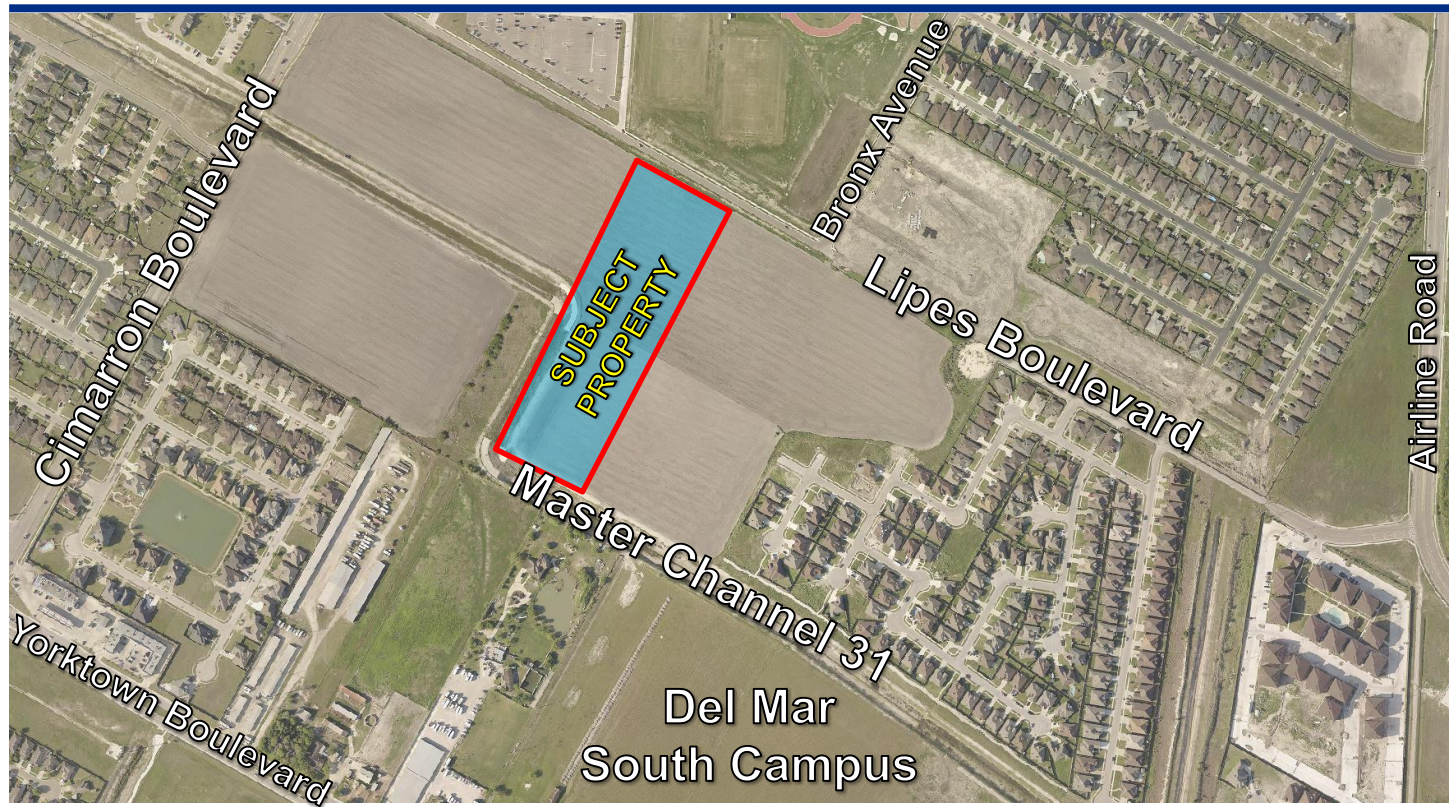 Cimarron Boulevard
Bronx Avenue
SUBJECT
PROPERTY
Lipes Boulevard
Airline Road
Master Channel 31
Yorktown Boulevard
Del Mar
South Campus